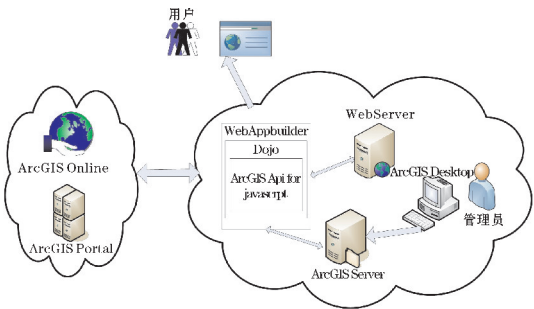 用户
WebAppbuilder
Dojo
ArcGIS Api for
javascript
WebServer
ArcGIS Desktop
管理员
ArcGIS Server
ArcGIS Online
ArcGIS Portal